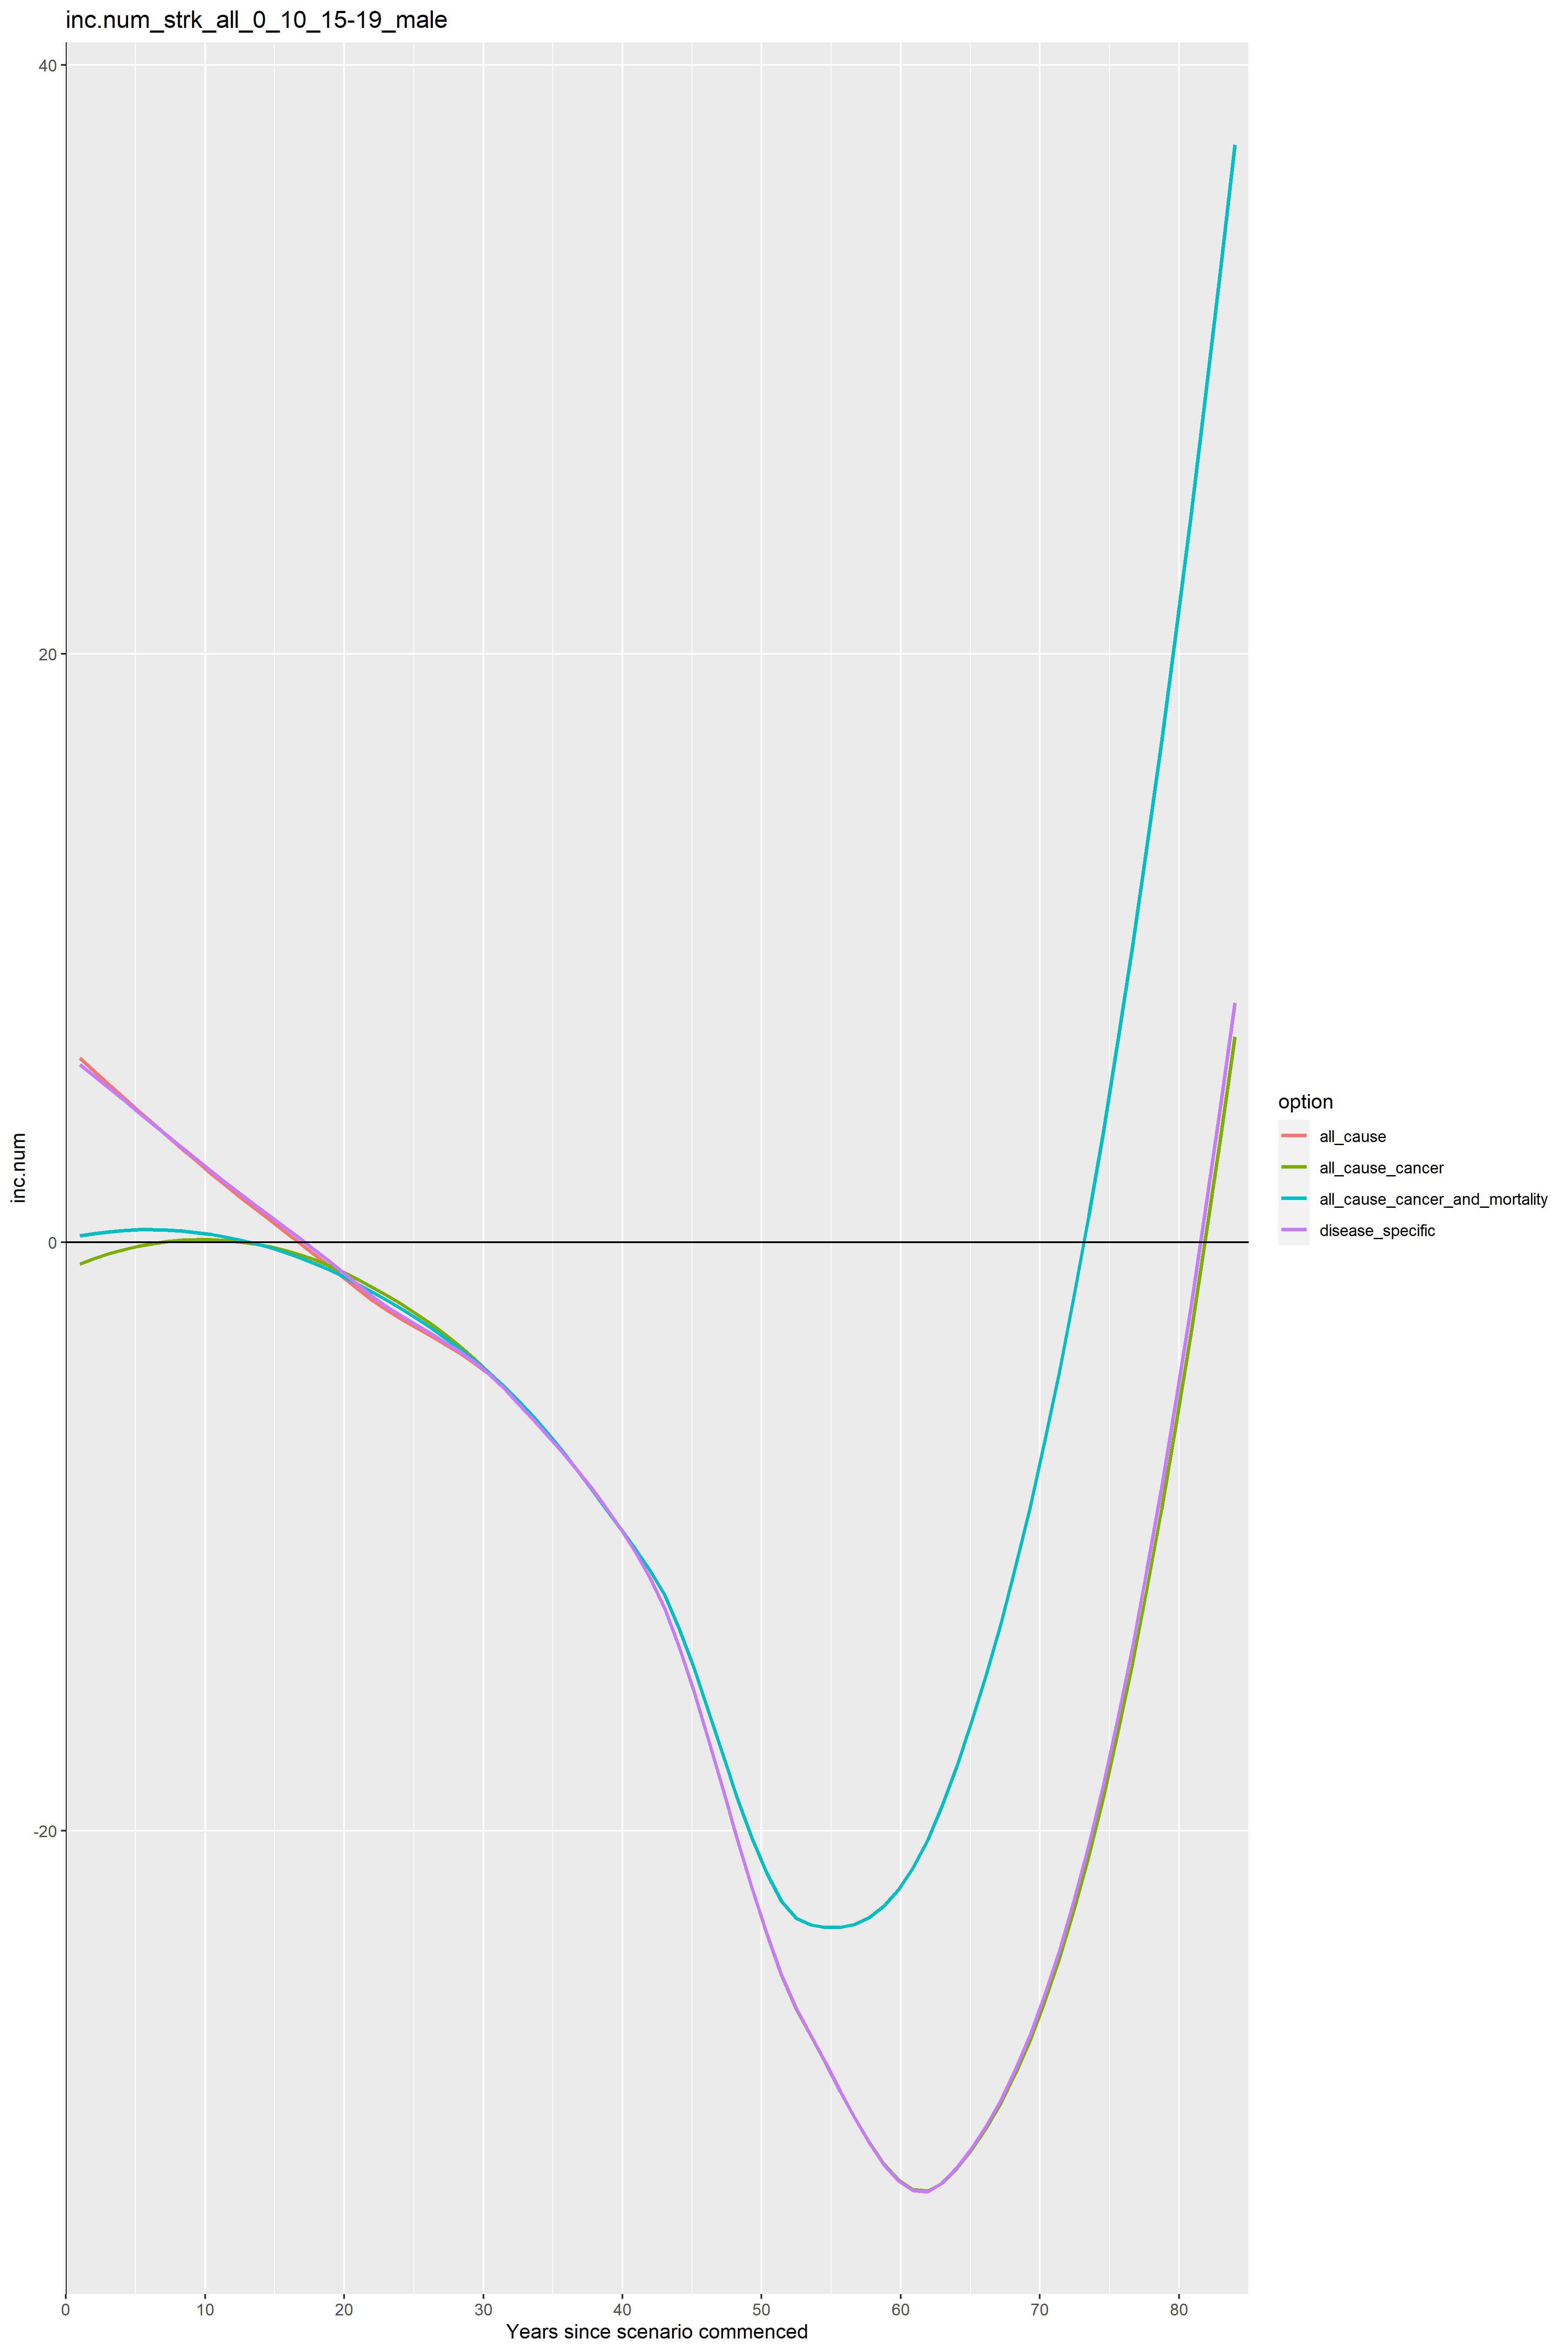 inc.num_strk_all_0_10_15-19_male
40
20
0
-20
inc.num
0 10 20 30 40 50 60 70 80
Years since scenario commenced
option
all_cause
all_cause_cancer
all_cause_cancer_and_mortality
disease_specific